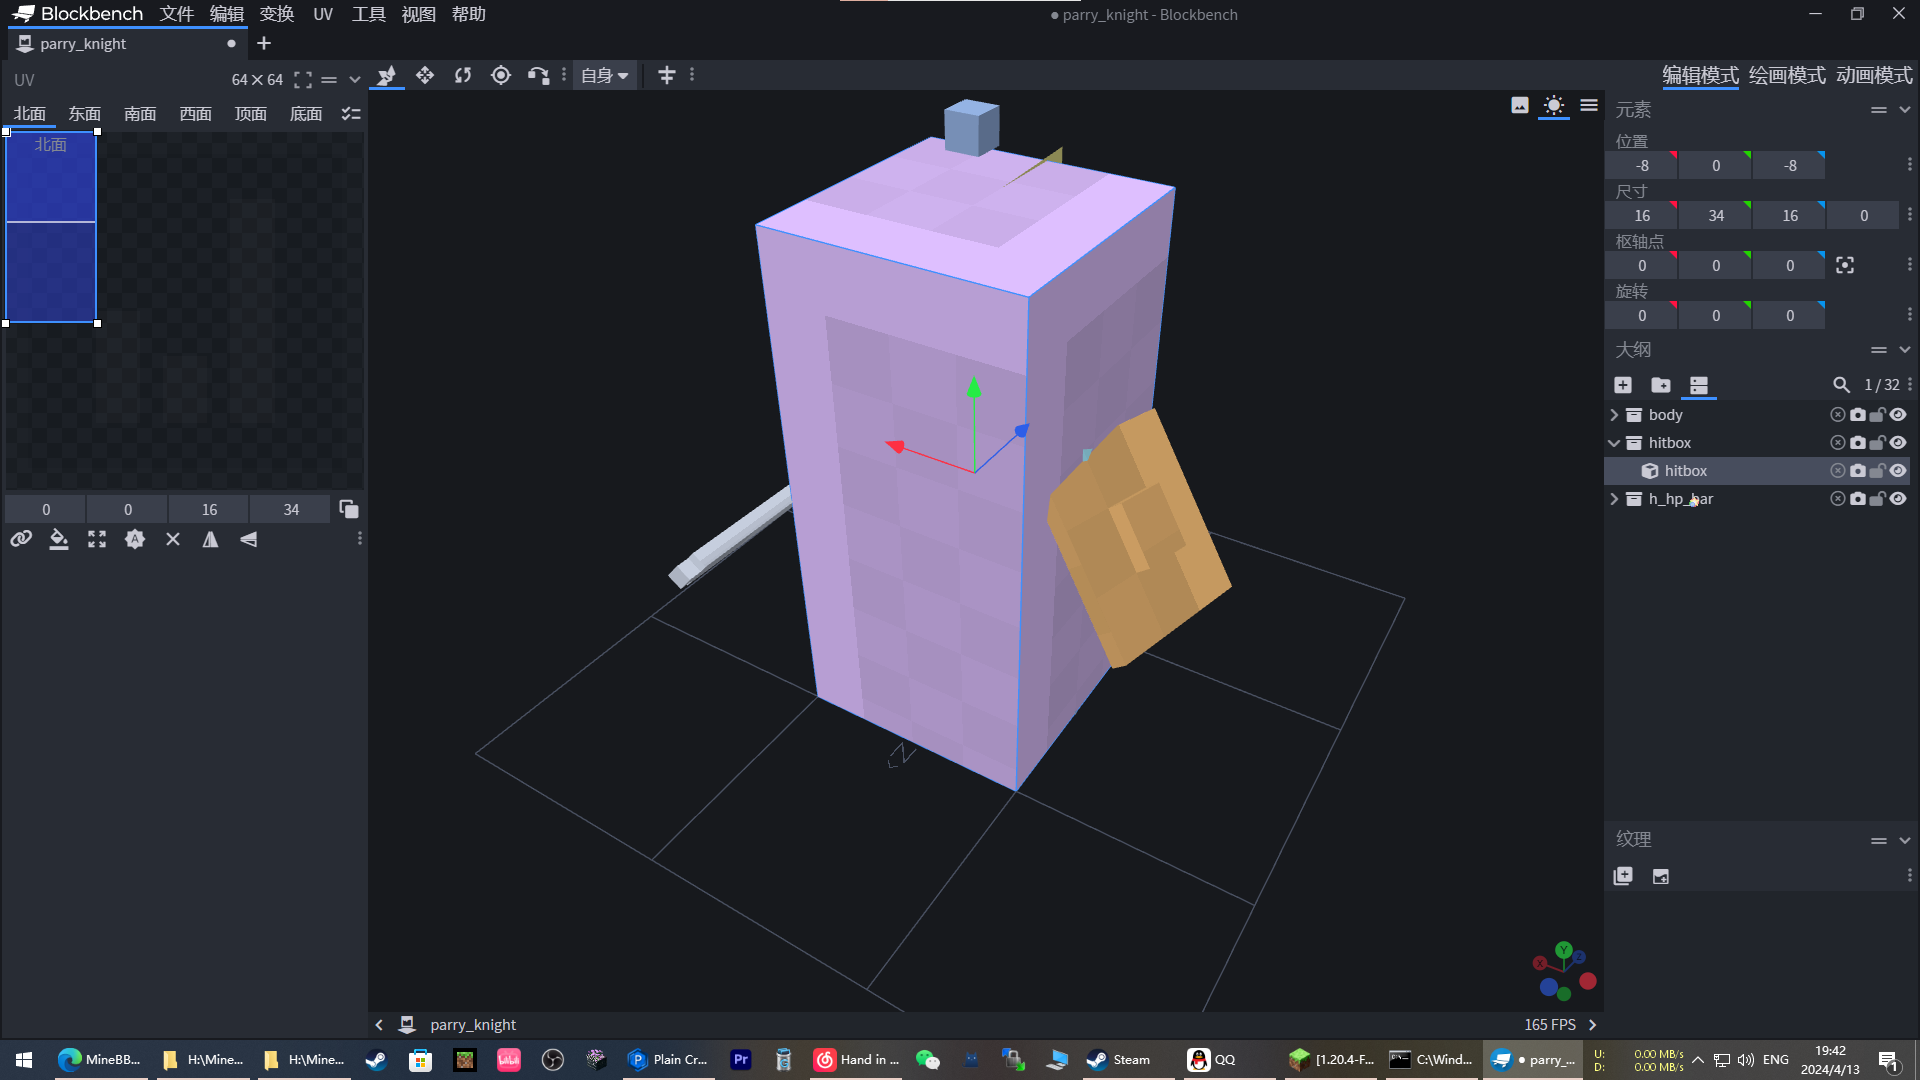 Blockbench 文件 编辑 变换 UV 工具 视图 帮助
● parry_knight - Blockbench
parry_knight
UV 64×64
北面 东面 南面 西面 顶面 底面
北面
0 0 16 34
自身
编辑模式 绘画模式 动画模式
元素
位置
-8 0 -8
尺寸
16 34 16 0
枢轴点
0 0 0
旋转
0 0 0
大纲
1 / 32
body
hitbox
hitbox
h_hp_bar
纹理
Y
X
Z
N
parry_knight
165 FPS
MineBB...
H:\Mine...
H:\Mine...
Plain Cr...
Pr
Hand in ...
Steam
QQ
[1.20.4-F...
C:\Wind...
● parry_...
U: 0.00 MB/s
D: 0.00 MB/s
ENG
19:42
2024/4/13
1